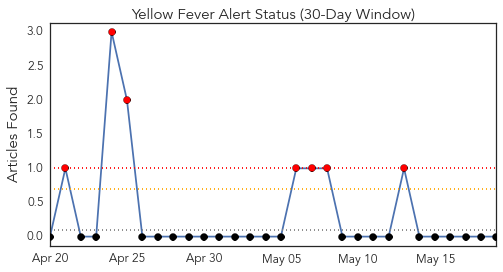 Yellow Fever Alert Status (30-Day Window)
Articles Found
3.0
2.5
2.0
1.5
1.0
0.5
0.0
Apr 20 Apr 25 Apr 30 May 05 May 10 May 15